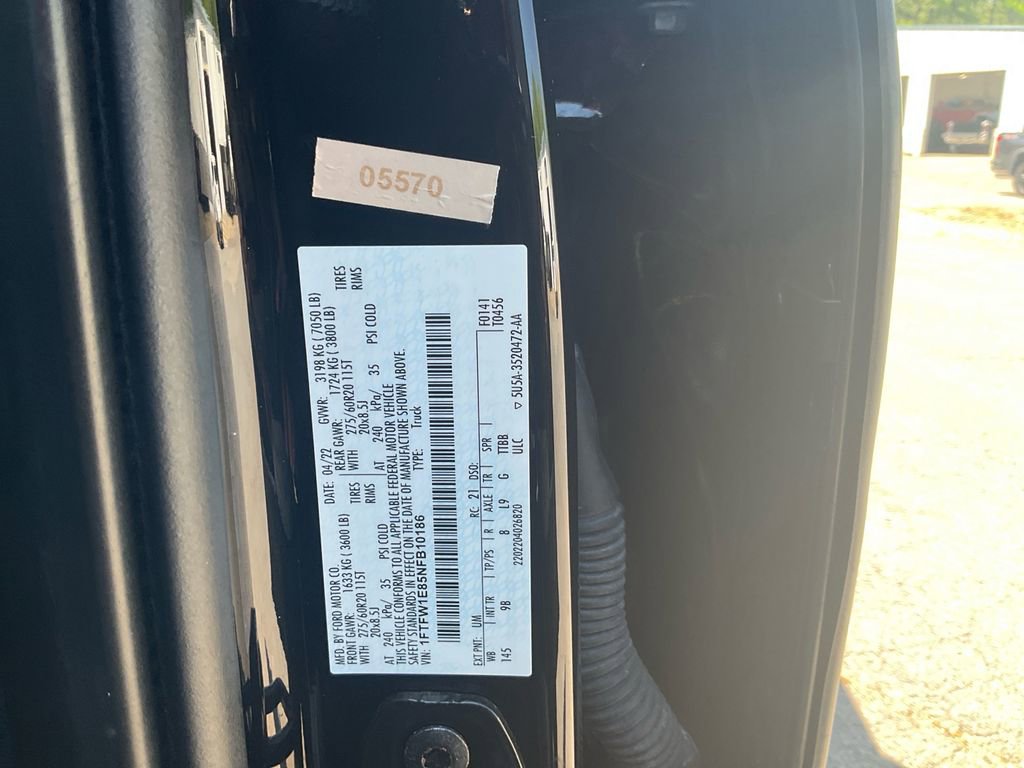 05570
MFD. BY FORD MOTOR CO.
DATE: 04/22 GVWR: 3198 KG ( 7050 LB)
FRONT GAWR: 1633 KG ( 3600 LB) REAR GAWR: 1724 KG ( 3800 LB)
WITH 275/60R20 115T TIRES WITH 275/60R20 115T TIRES
20x8.5J RIMS 20x8.5J RIMS
AT 240 kPa/ 35 PSI COLD AT 240 kPa/ 35 PSI COLD
THIS VEHICLE CONFORMS TO ALL APPLICABLE FEDERAL MOTOR VEHICLE
SAFETY STANDARDS IN EFFECT ON THE DATE OF MANUFACTURE SHOWN ABOVE.
VIN: 1FTFW1E85NFB10186 TYPE: Truck
EXT PNT: UM RC: 21 DSO: F0141
WB INT TR TP/PS R AXLE TR SPR T0456
145 9B 8 L9 G TTBB
2202204026820 ULC ▽ 5U5A-3520472-AA